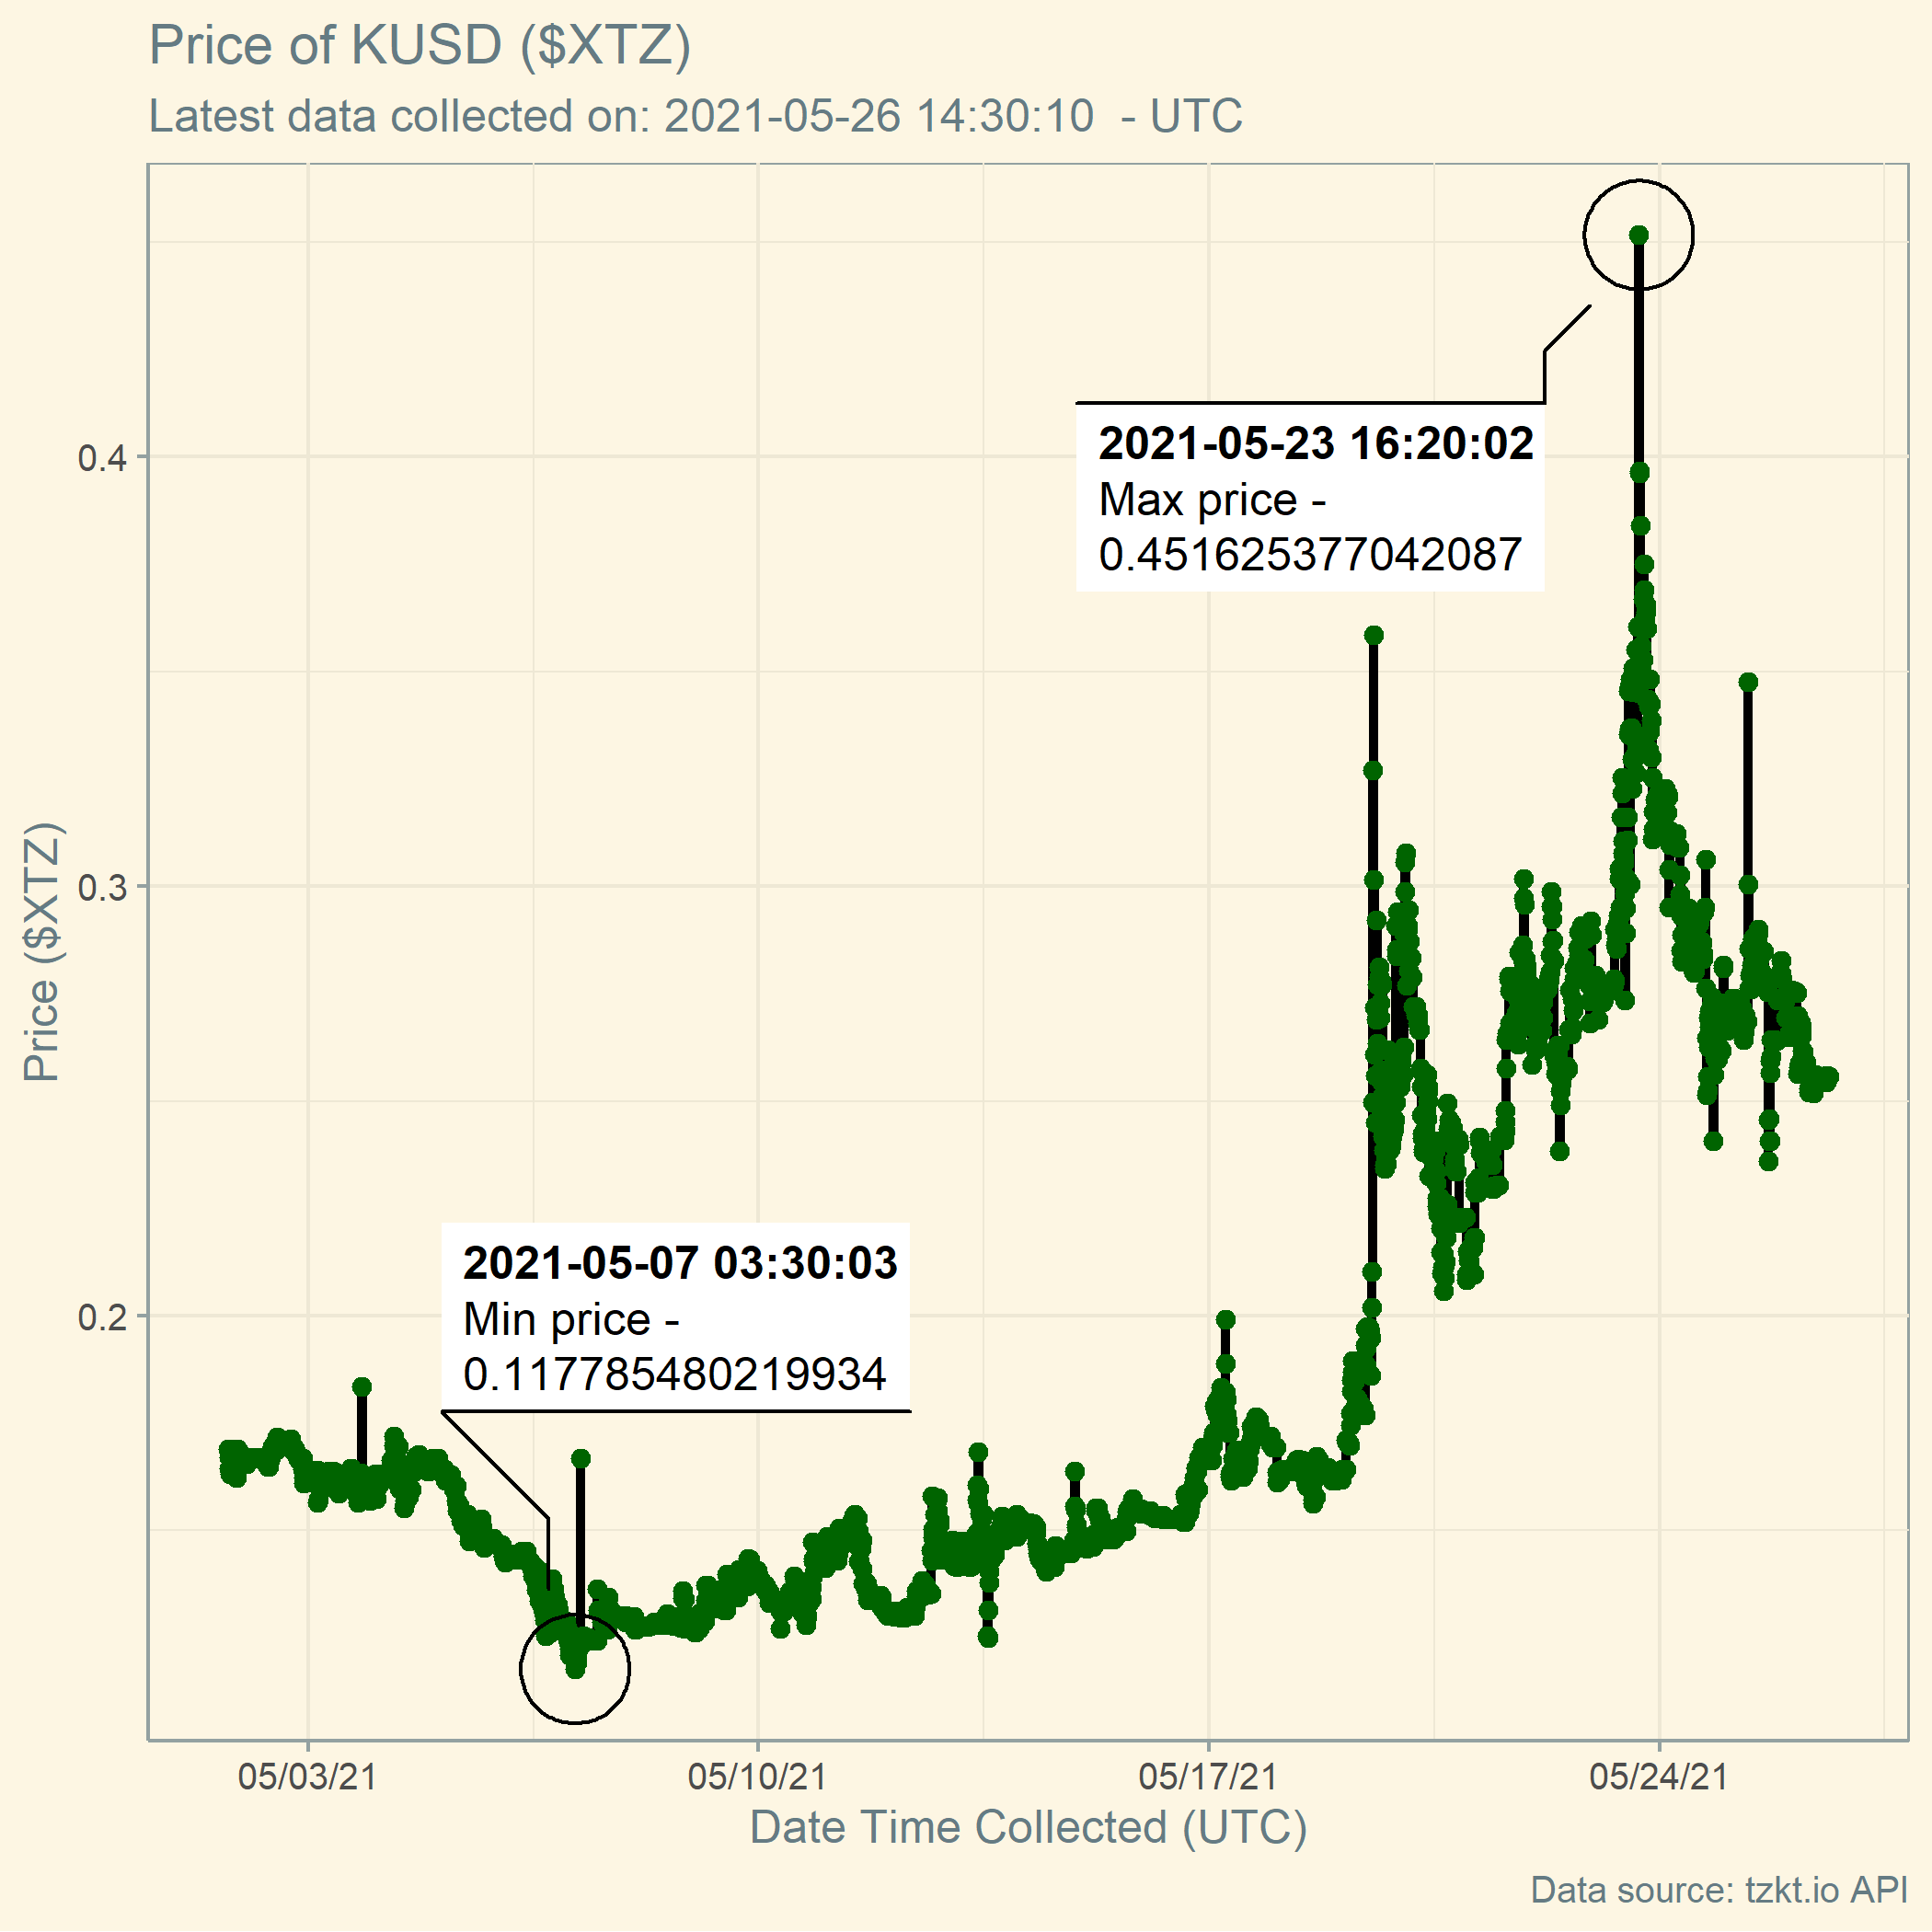 Price of KUSD ($XTZ)
Latest data collected on: 2021-05-26 14:30:10  - UTC
2021-05-23 16:20:02
Max price -
0.451625377042087
2021-05-07 03:30:03
Min price -
0.117785480219934
Price ($XTZ)
0.4
0.3
0.2
05/03/21
05/10/21
05/17/21
05/24/21
Date Time Collected (UTC)
Data source: tzkt.io API